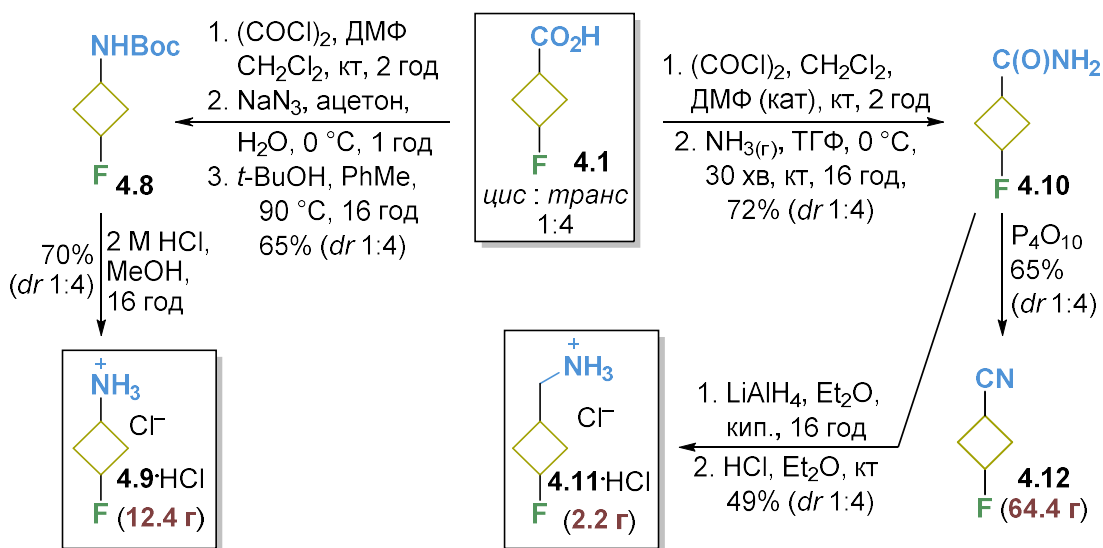 NHBoc
F
4.8
1. (COCl)2, ДМФ
CH2Cl2, кт, 2 год
2. NaN3, ацетон,
H2O, 0 °C, 1 год
3. t-BuOH, PhMe,
90 °C, 16 год
65% (dr 1:4)
CO2H
F
4.1
цис : транс
1:4
1. (COCl)2, CH2Cl2,
ДМФ (кат), кт, 2 год
2. NH3(г), ТГФ, 0 °C,
30 хв, кт, 16 год,
72% (dr 1:4)
C(O)NH2
F
4.10
70%
(dr 1:4)
2 M HCl,
MeOH,
16 год
P4O10
65%
(dr 1:4)
+
NH3
Cl–
4.9·HCl
F
(12.4 г)
+
NH3
Cl–
4.11·HCl
F
(2.2 г)
1. LiAlH4, Et2O,
кип., 16 год
2. HCl, Et2O, кт
49% (dr 1:4)
CN
4.12
F
(64.4 г)